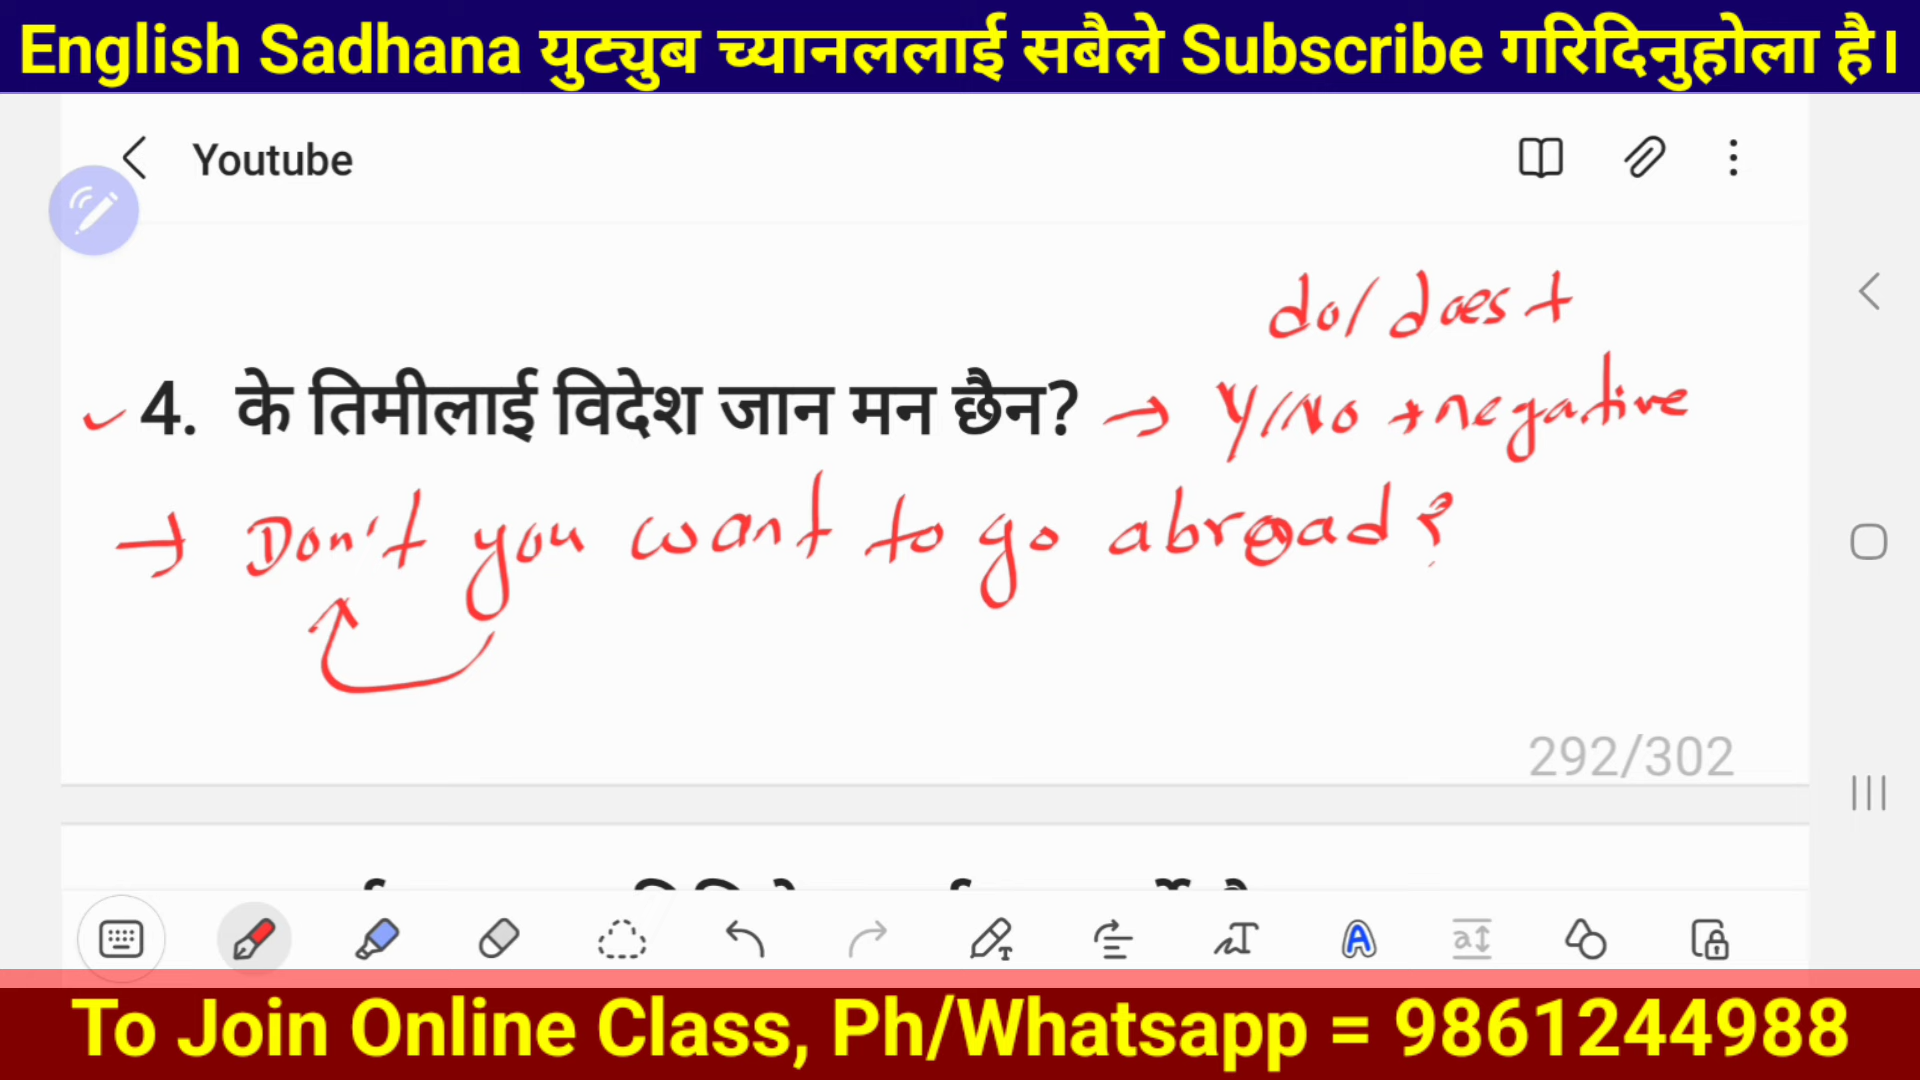 English Sadhana युट्युब च्यानललाई सबैले Subscribe गरिदिनुहोला है।
Youtube
do/does +
4. के तिमीलाई विदेश जान मन छैन? → Y/No + negative
→ Don't you want to go abroad?
292/302
To Join Online Class, Ph/Whatsapp = 9861244988